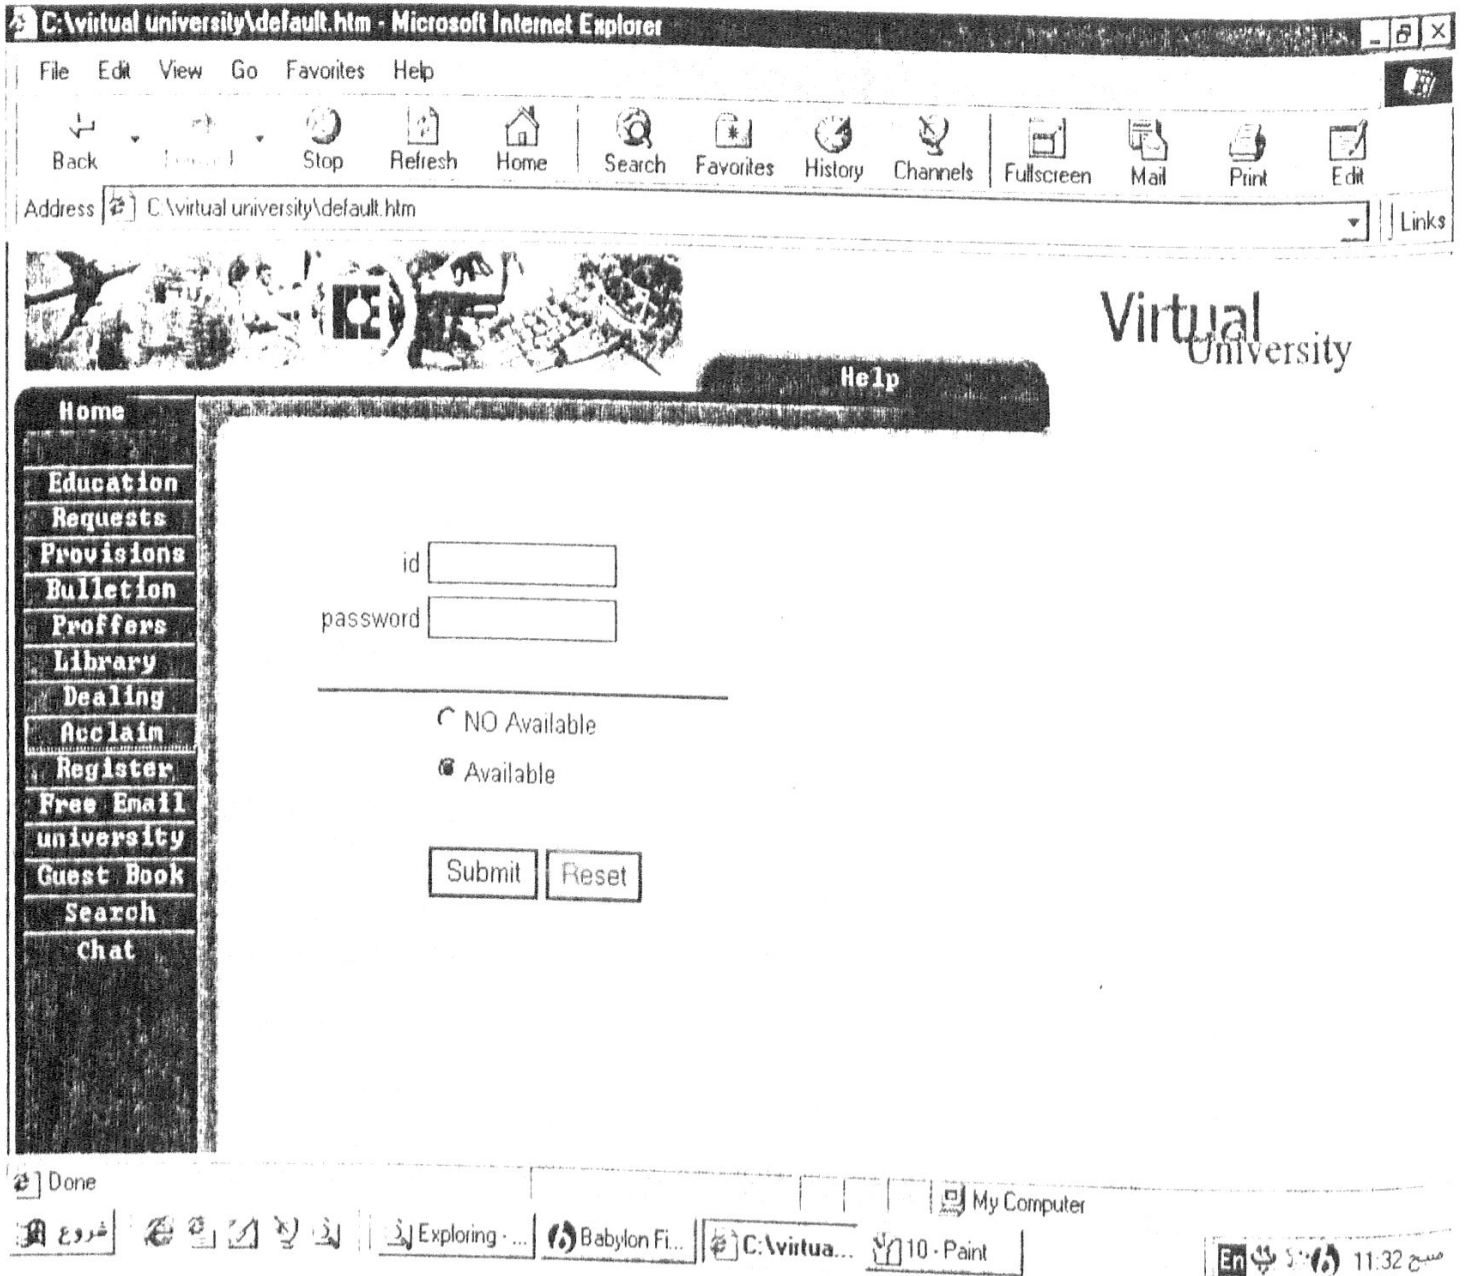 C:\virtual university\default.htm - Microsoft Internet Explorer
File Edit View Go Favorites Help
Back Stop Refresh Home Search Favorites History Channels Fullscreen Mail Print Edit
Address C:\virtual university\default.htm Links
Virtual
University
Help
Home
Education
Requests
Provisions
Bulletion
Proffers
Library
Dealing
Acclaim
Register
Free Email
university
Guest Book
Search
Chat
id
password
NO Available
Available
Submit Reset
Done My Computer
شروع Exploring - ... Babylon Fi... C:\virtua... 10 - Paint En 11:32 صبح